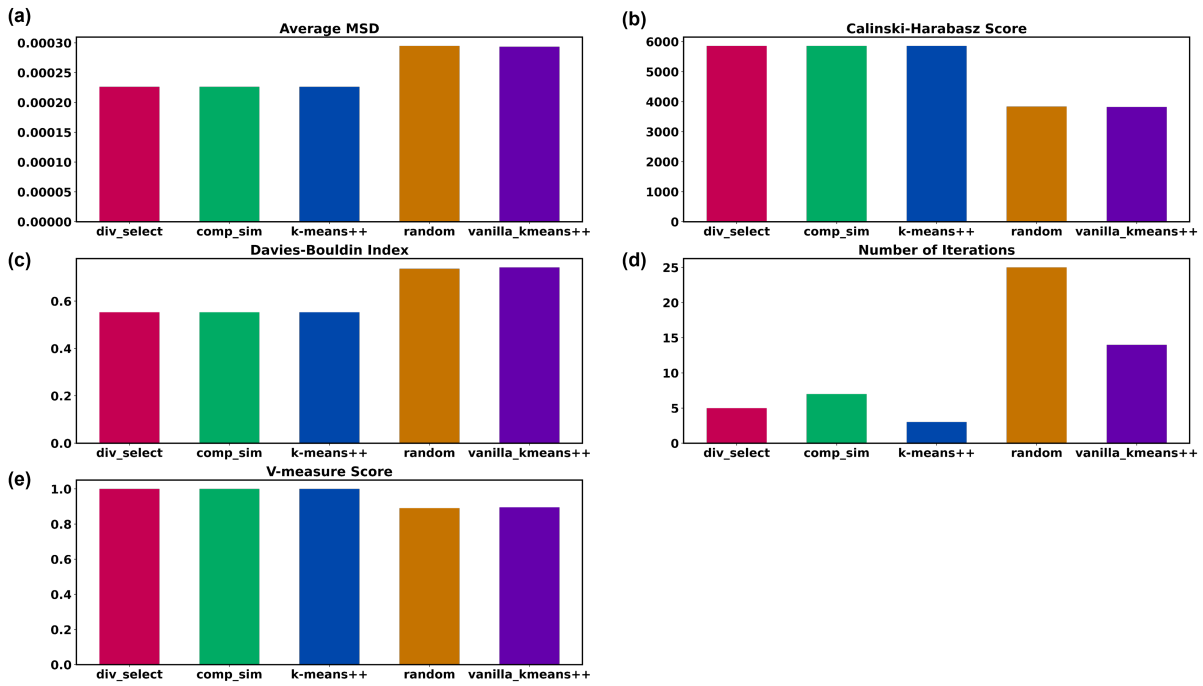 (a)
Average MSD
0.00030
0.00025
0.00020
0.00015
0.00010
0.00005
0.00000
div_select comp_sim k-means++ random vanilla_kmeans++
(b)
Calinski-Harabasz Score
6000
5000
4000
3000
2000
1000
0
div_select comp_sim k-means++ random vanilla_kmeans++
(c)
Davies-Bouldin Index
0.6
0.4
0.2
0.0
div_select comp_sim k-means++ random vanilla_kmeans++
(d)
Number of Iterations
25
20
15
10
5
0
div_select comp_sim k-means++ random vanilla_kmeans++
(e)
V-measure Score
1.0
0.8
0.6
0.4
0.2
0.0
div_select comp_sim k-means++ random vanilla_kmeans++